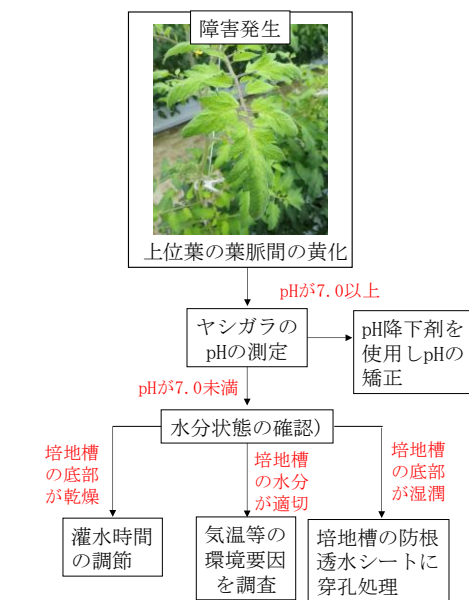 障害発生
上位葉の葉脈間の黄化
pHが7.0以上
ヤシガラの
pHの測定
pH降下剤を
使用しpHの
矯正
pHが7.0未満
水分状態の確認）
培地槽
の底部
が乾燥
培地槽
の水分
が適切
培地槽
の底部
が湿潤
灌水時間
の調節
気温等の
環境要因
を調査
培地槽の防根
透水シートに
穿孔処理